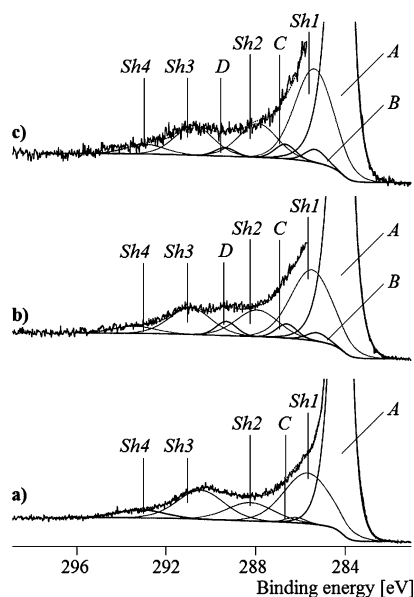 Sh4 Sh3 D Sh2 C Sh1 A
B
c)
Sh4 Sh3 D Sh2 C Sh1 A
B
b)
Sh4 Sh3 Sh2 C Sh1 A
a)
296 292 288 284
Binding energy [eV]